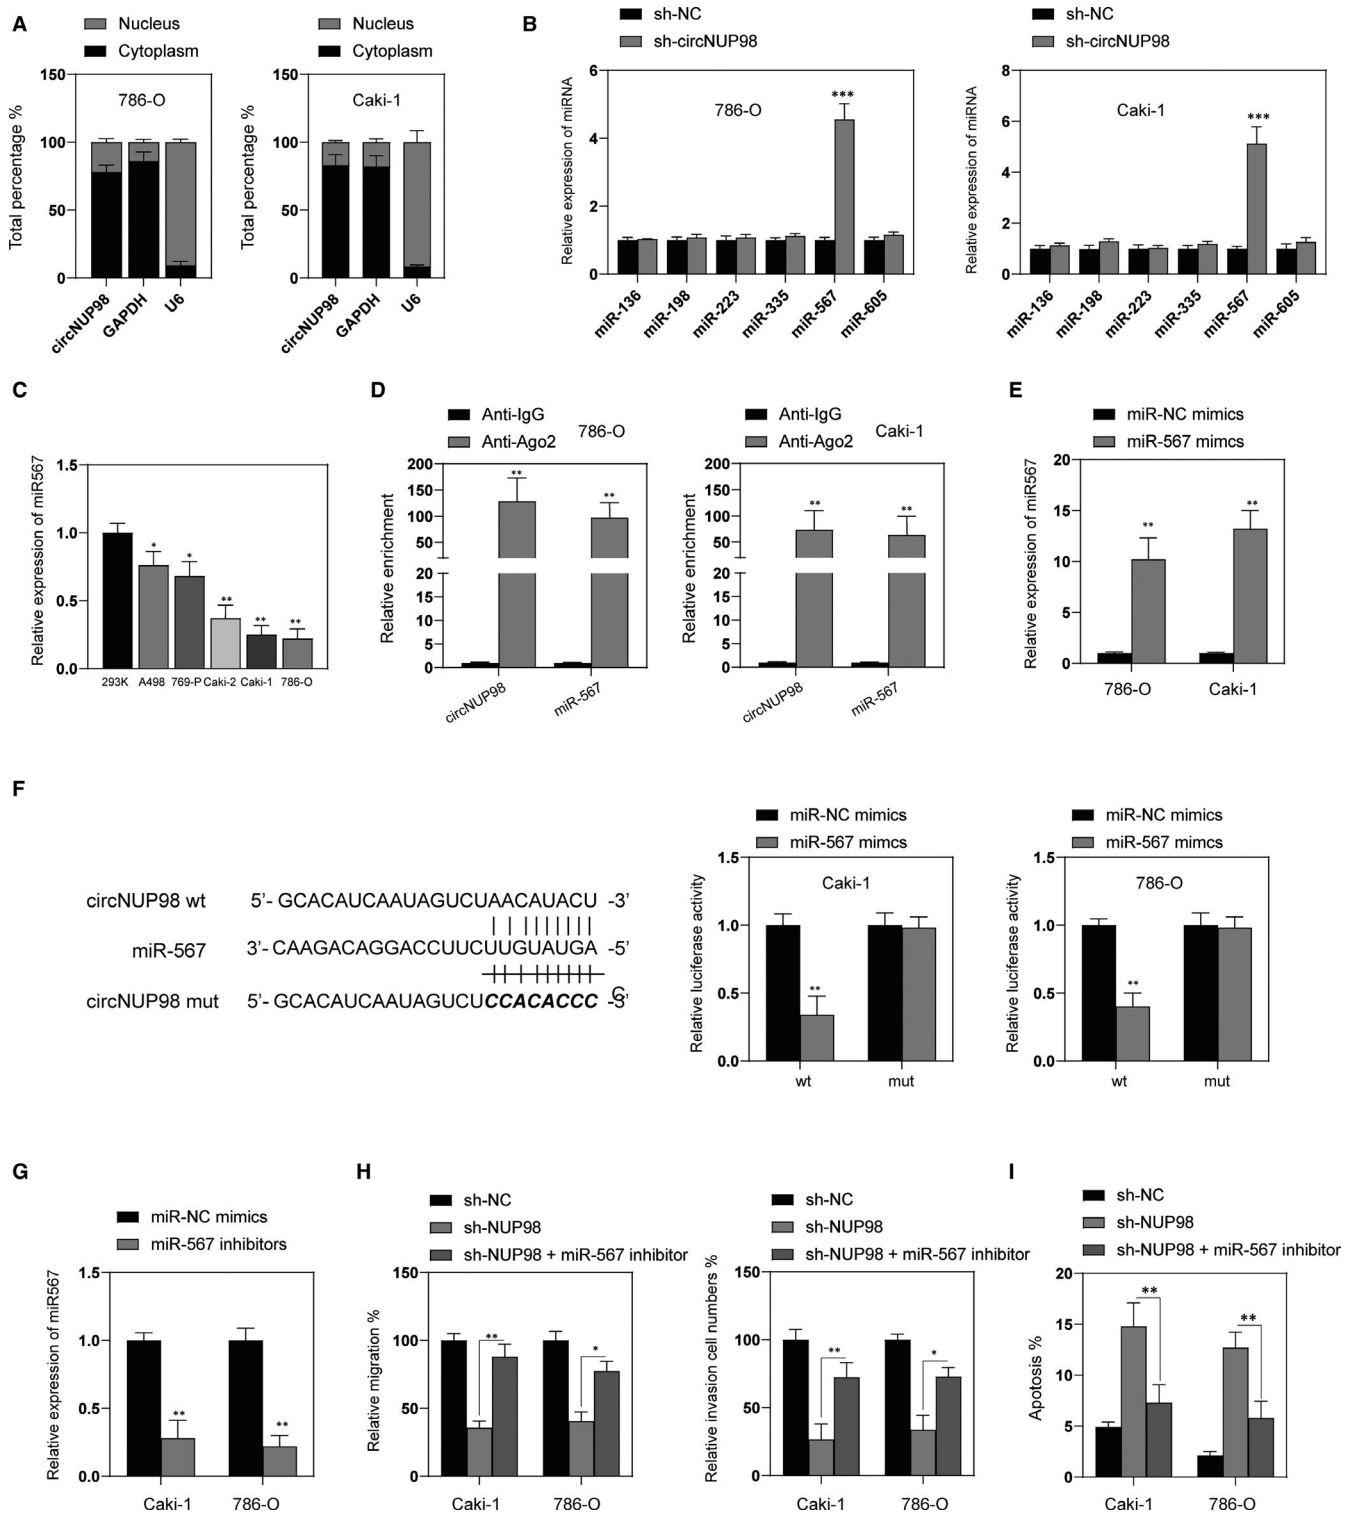 A
Nucleus
Cytoplasm
Total percentage %
150
100
50
0
786-O
circNUP98
GAPDH
U6
Nucleus
Cytoplasm
Total percentage %
150
100
50
0
Caki-1
circNUP98
GAPDH
U6
B
sh-NC
sh-circNUP98
Relative expression of miRNA
6
4
2
0
786-O
***
miR-136
miR-198
miR-223
miR-335
miR-567
miR-605
sh-NC
sh-circNUP98
Relative expression of miRNA
8
6
4
2
0
Caki-1
***
miR-136
miR-198
miR-223
miR-335
miR-567
miR-605
C
Relative expression of miR567
1.5
1.0
0.5
0.0
* * ** ** **
293K A498 769-P Caki-2 Caki-1 786-O
D
Anti-IgG
Anti-Ago2
786-O
Relative enrichment
200
150
100
50
20
15
10
5
0
** **
circNUP98
miR-567
Anti-IgG
Anti-Ago2
Caki-1
Relative enrichment
200
150
100
50
20
15
10
5
0
** **
circNUP98
miR-567
E
miR-NC mimics
miR-567 mimcs
Relative expression of miR567
20
15
10
5
0
** **
786-O Caki-1
F
circNUP98 wt 5'- GCACAUCAAUAGUCUAACAUACU -3'
miR-567 3'- CAAGACAGGACCUUCUUGUAUGA -5'
circNUP98 mut 5'- GCACAUCAAUAGUCUCCACACCC -3'
C
miR-NC mimics
miR-567 mimcs
Relative luciferase activity
1.5
1.0
0.5
0.0
Caki-1
**
wt mut
miR-NC mimics
miR-567 mimcs
Relative luciferase activity
1.5
1.0
0.5
0.0
786-O
**
wt mut
G
miR-NC mimics
miR-567 inhibitors
Relative expression of miR567
1.5
1.0
0.5
0.0
** **
Caki-1 786-O
H
sh-NC
sh-NUP98
sh-NUP98 + miR-567 inhibitor
Relative migration %
150
100
50
0
** *
Caki-1 786-O
sh-NC
sh-NUP98
sh-NUP98 + miR-567 inhibitor
Relative invasion cell numbers %
150
100
50
0
** *
Caki-1 786-O
I
sh-NC
sh-NUP98
sh-NUP98 + miR-567 inhibitor
Apotosis %
20
15
10
5
0
** **
Caki-1 786-O